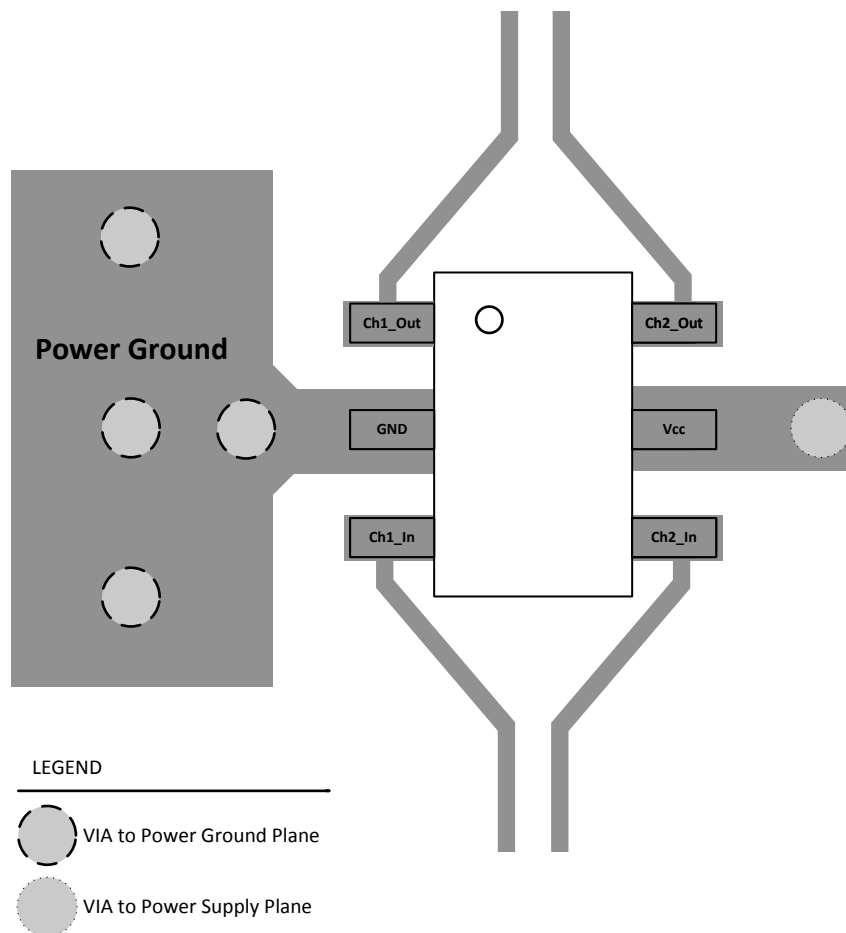 Ch1_Out
Ch2_Out
Power Ground
GND
Vcc
Ch1_In
Ch2_In
LEGEND
VIA to Power Ground Plane
VIA to Power Supply Plane